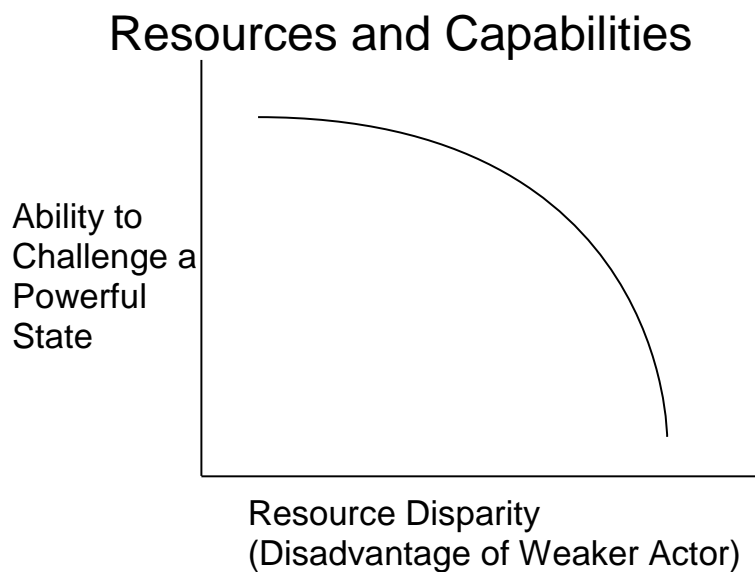 Resources and Capabilities
Ability to
Challenge a
Powerful
State
Resource Disparity
(Disadvantage of Weaker Actor)